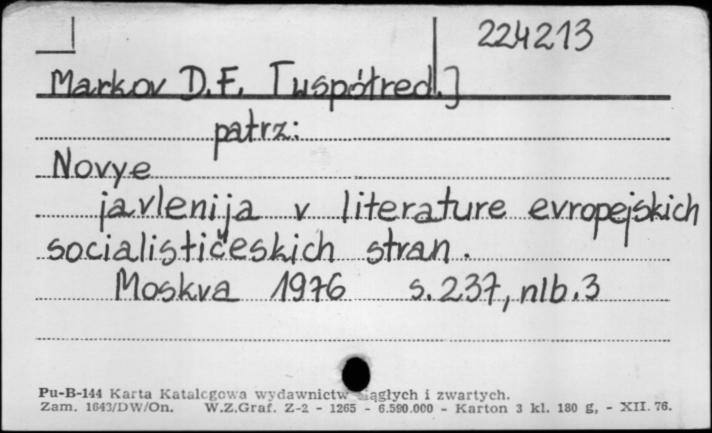 224213
Markov D.F. [współred.]
patrz:
Novye
javlenija v literature evropejskich
socialističeskich stran.
Moskva 1976 s. 237, nlb. 3
Pu-B-144 Karta Katalogowa wydawnictw ciągłych i zwartych.
Zam. 1643/DW/On. W.Z.Graf. Z-2 - 1265 - 6.590.000 - Karton 3 kl. 180 g, - XII. 76.